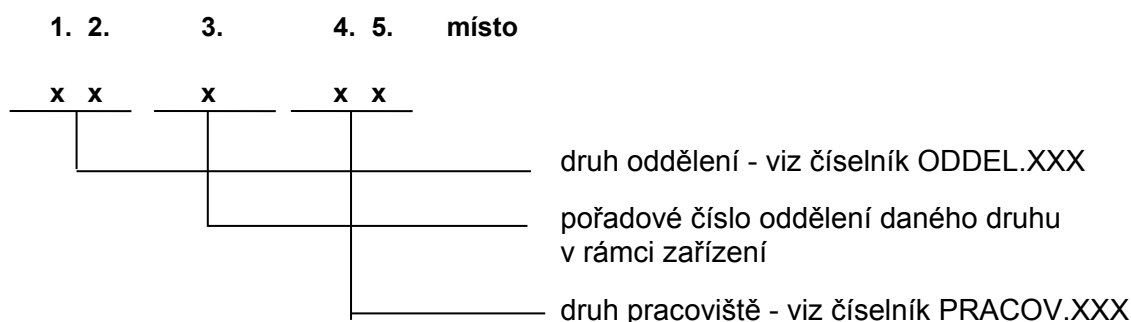 1. 2. 3. 4. 5. místo
x x x x x
druh oddělení - viz číselník ODDEL.XXX
pořadové číslo oddělení daného druhu
v rámci zařízení
druh pracoviště - viz číselník PRACOV.XXX